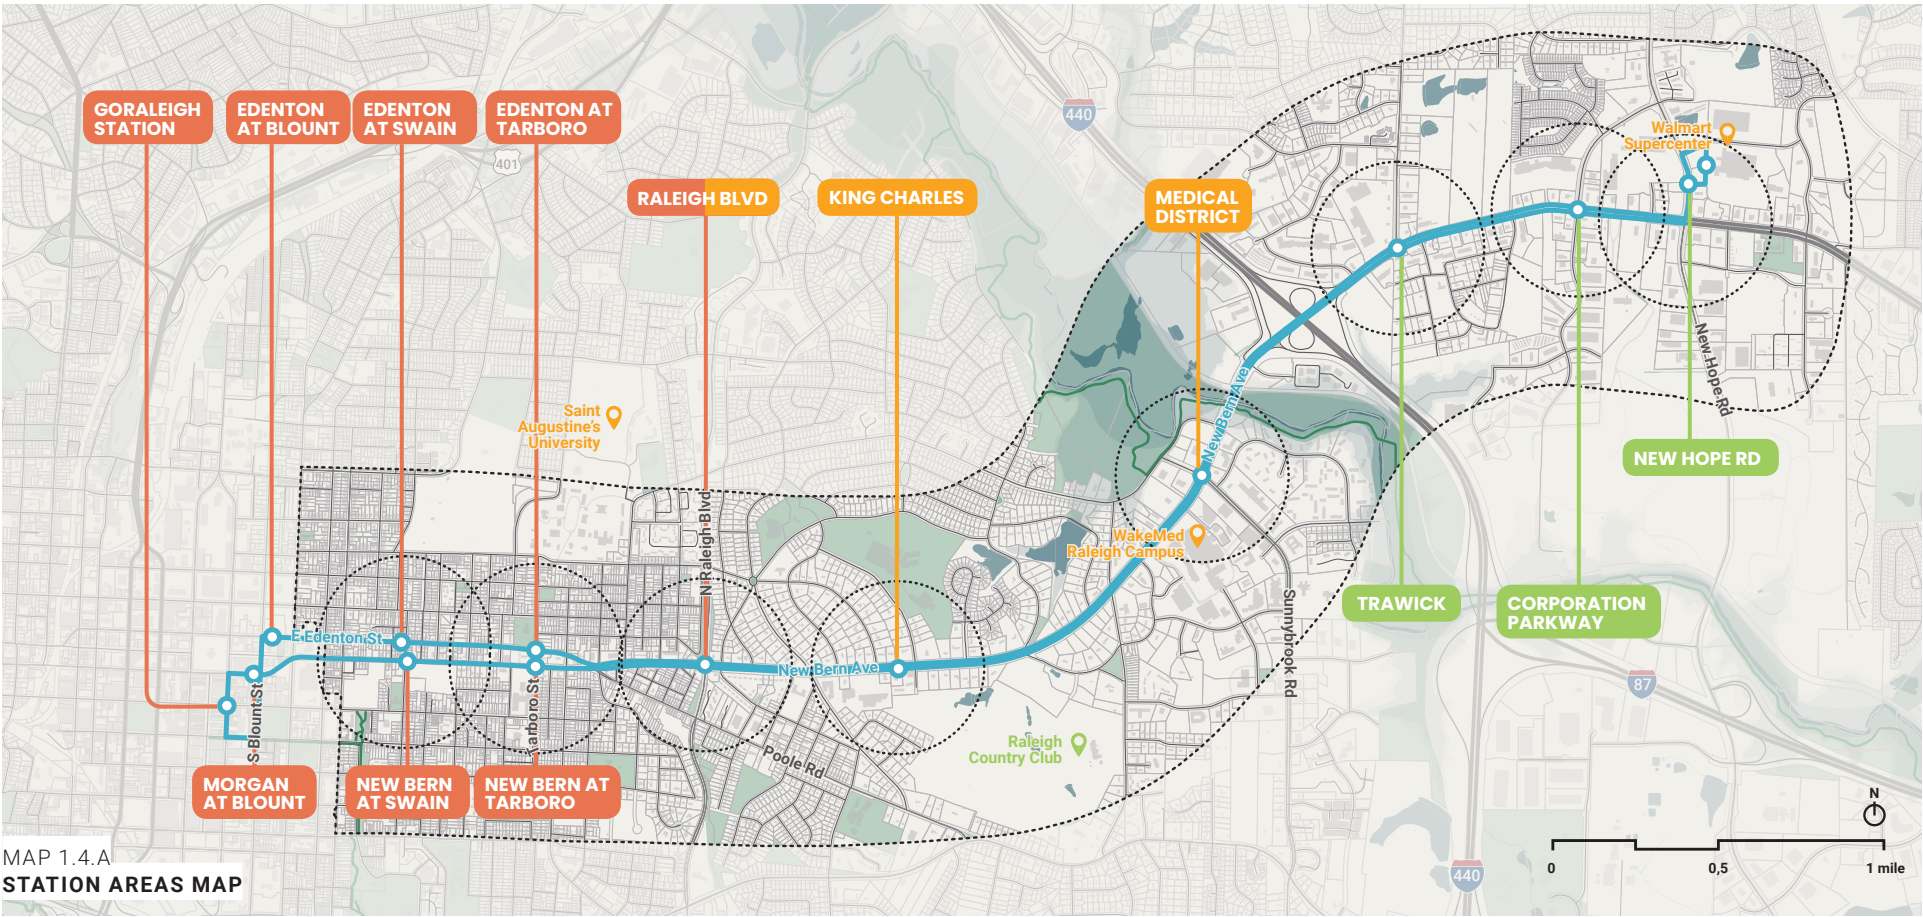 GORALEIGH
STATION
EDENTON
AT BLOUNT
EDENTON
AT SWAIN
EDENTON AT
TARBORO
401
440
RALEIGH BLVD
KING CHARLES
MEDICAL
DISTRICT
Walmart
Supercenter
New Hope Rd
New Bern Ave
Saint
Augustine's
University
NEW HOPE RD
N Raleigh Blvd
WakeMed
Raleigh Campus
Sunnybrook Rd
TRAWICK
CORPORATION
PARKWAY
E Edenton St
New Bern Ave
S Blount St
Tarboro St
87
Poole Rd
Raleigh
Country Club
MORGAN
AT BLOUNT
NEW BERN
AT SWAIN
NEW BERN AT
TARBORO
N
0
0,5
1 mile
440
MAP 1.4.A
STATION AREAS MAP